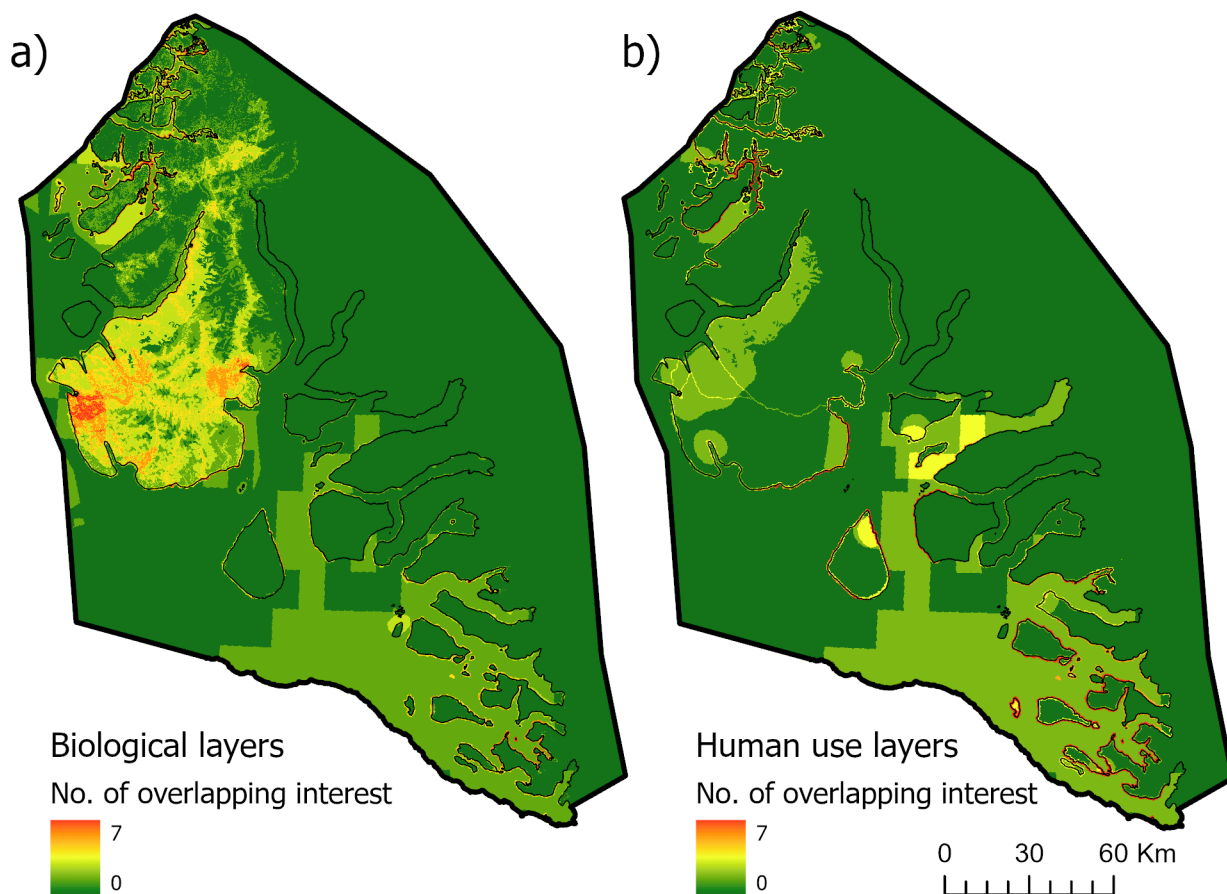 a)
b)
Biological layers
No. of overlapping interest
7
0
Human use layers
No. of overlapping interest
7
0
0 30 60 Km